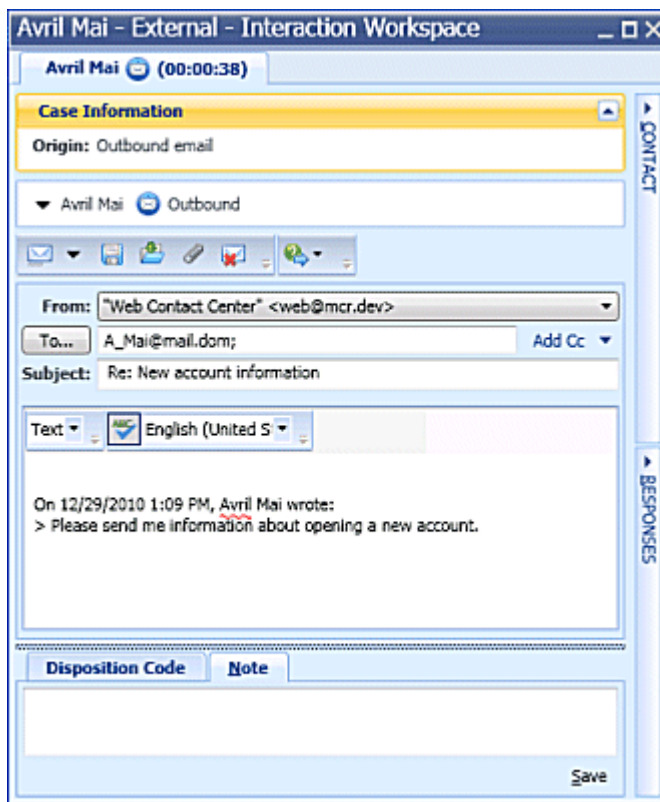 Avril Mai - External - Interaction Workspace
Avril Mai (00:00:38)
Case Information
Origin: Outbound email
Avril Mai Outbound
From: "Web Contact Center" <web@mcr.dev>
To... A_Mai@mail.dom; Add Cc
Subject: Re: New account information
Text ABC English (United S
On 12/29/2010 1:09 PM, Avril Mai wrote:
> Please send me information about opening a new account.
Disposition Code Note
Save
CONTACT
RESPONSES